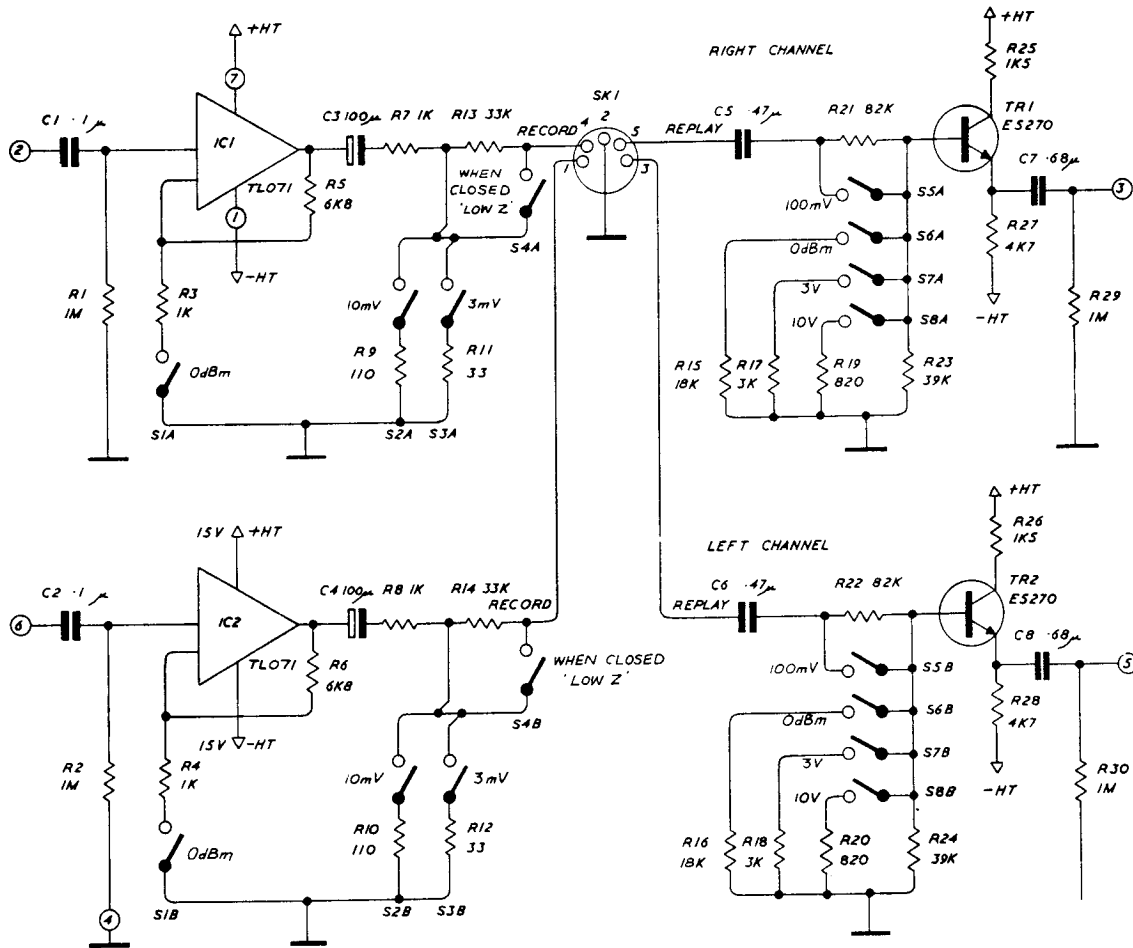 +HT
7
RIGHT CHANNEL
+HT
R25
1K5
C1 .1 μ
2
IC1
TL071
1
-HT
C3 100μ R7 1K R13 33K
RECORD
SK1
4 2 5
1 3
REPLAY
C5 .47μ
R21 82K
TR1
ES270
C7 .68μ
3
R5
6K8
WHEN
CLOSED
'LOW Z'
S4A
100mV
S5A
0dBm
S6A
3V
S7A
10V
S8A
R27
4K7
-HT
R29
1M
R1
1M
R3
1K
0dBm
S1A
10mV
3mV
R9
110
R11
33
S2A S3A
R15
18K
R17
3K
R19
820
R23
39K
15V +HT
LEFT CHANNEL
+HT
R26
1K5
C2 .1 μ
6
IC2
TL071
15V -HT
C4 100μ R8 1K R14 33K
RECORD
REPLAY
C6 .47μ
R22 82K
TR2
ES270
C8 .68μ
5
R6
6K8
WHEN CLOSED
'LOW Z'
S4B
100mV
S5B
0dBm
S6B
3V
S7B
10V
S8B
R28
4K7
-HT
R30
1M
R2
1M
R4
1K
0dBm
S1B
4
10mV
3mV
R10
110
R12
33
S2B S3B
R16
18K
R18
3K
R20
820
R24
39K